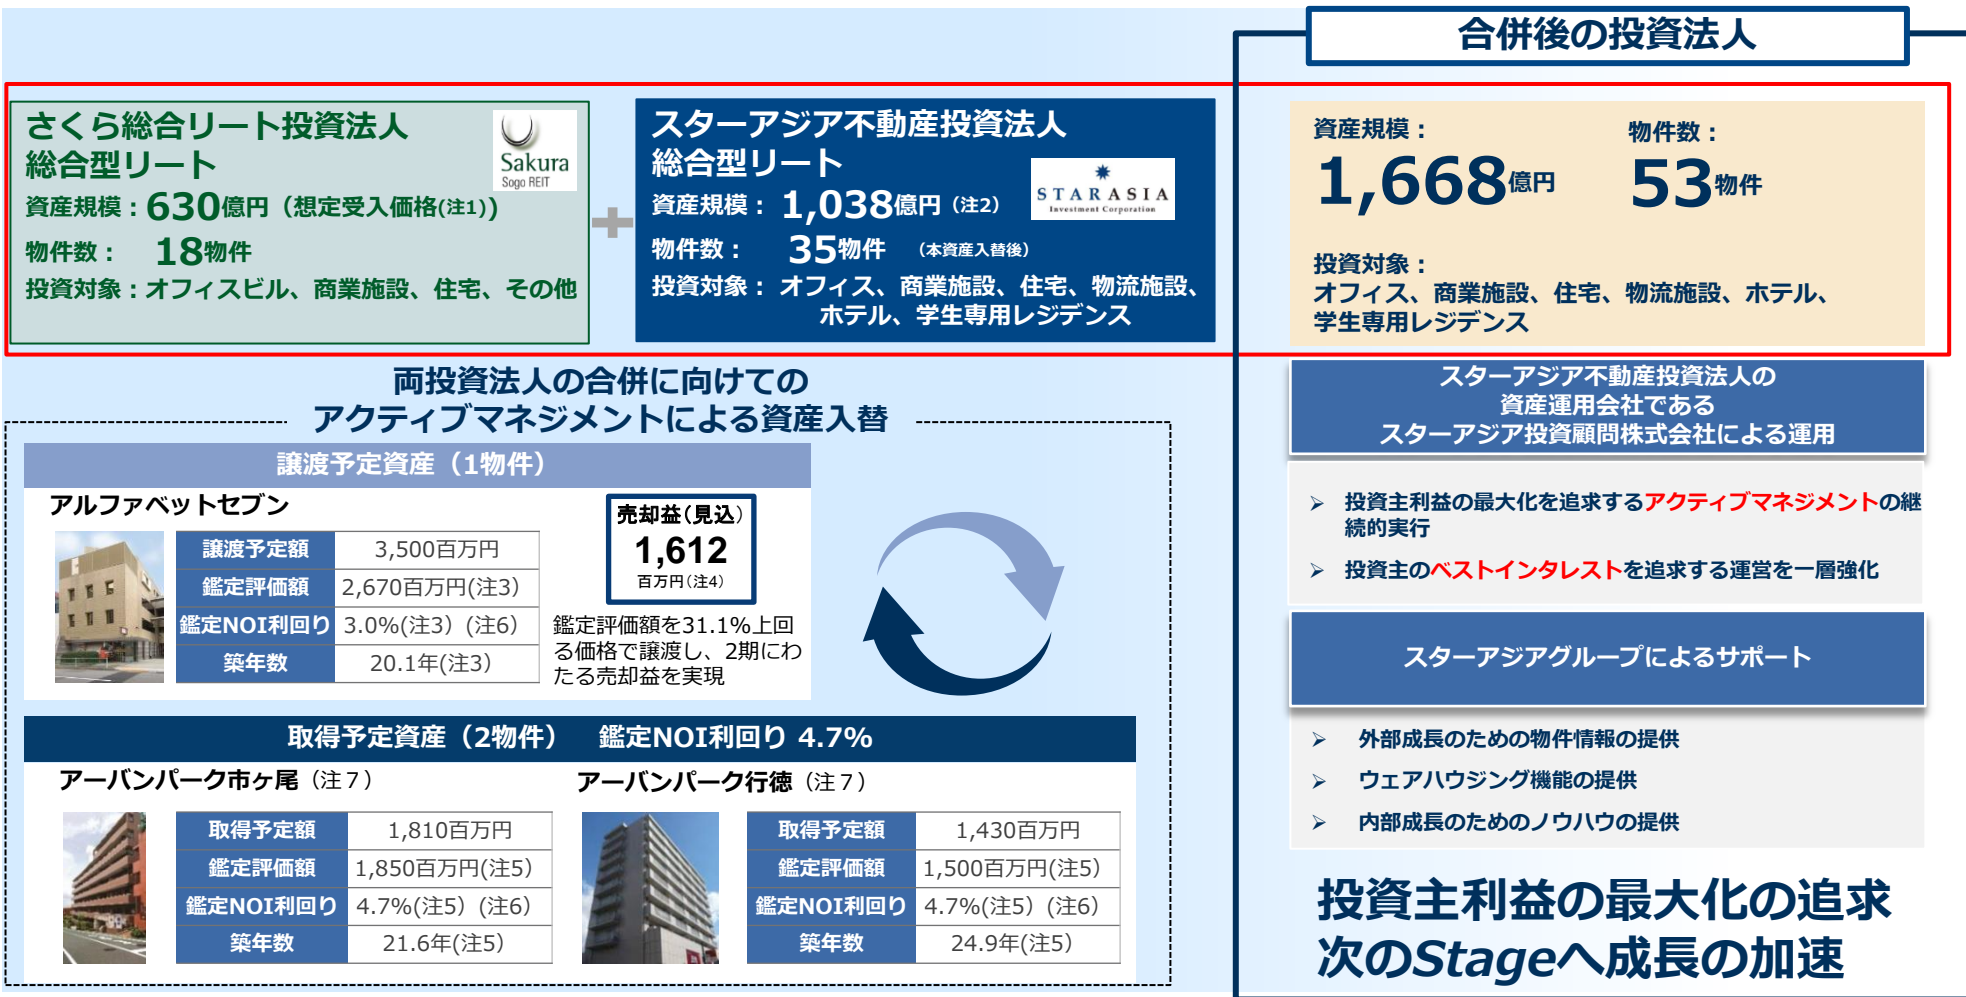 合併後の投資法人
さくら総合リート投資法人
総合型リート
Sakura
Sogo REIT
資産規模：630億円（想定受入価格(注1)）
物件数： 18物件
投資対象：オフィスビル、商業施設、住宅、その他
スターアジア不動産投資法人
総合型リート
STARASIA
Investment Corporation
資産規模： 1,038億円（注2）
物件数： 35物件 （本資産入替後）
投資対象： オフィス、商業施設、住宅、物流施設、
ホテル、学生専用レジデンス
資産規模： 物件数：
1,668億円 53物件
投資対象：
オフィス、商業施設、住宅、物流施設、ホテル、
学生専用レジデンス
両投資法人の合併に向けての
アクティブマネジメントによる資産入替
譲渡予定資産（1物件）
アルファベットセブン
譲渡予定額 3,500百万円
鑑定評価額 2,670百万円(注3）
鑑定NOI利回り 3.0%(注3）(注6）
築年数 20.1年(注3）
売却益(見込）
1,612
百万円(注4）
鑑定評価額を31.1%上回
る価格で譲渡し、2期にわ
たる売却益を実現
取得予定資産（2物件） 鑑定NOI利回り 4.7%
アーバンパーク市ヶ尾（注７）
取得予定額 1,810百万円
鑑定評価額 1,850百万円(注5）
鑑定NOI利回り 4.7%(注5）(注6）
築年数 21.6年(注5）
アーバンパーク行徳（注７）
取得予定額 1,430百万円
鑑定評価額 1,500百万円(注5）
鑑定NOI利回り 4.7%(注5）(注6）
築年数 24.9年(注5）
スターアジア不動産投資法人の
資産運用会社である
スターアジア投資顧問株式会社による運用
➢ 投資主利益の最大化を追求するアクティブマネジメントの継
続的実行
➢ 投資主のベストインタレストを追求する運営を一層強化
スターアジアグループによるサポート
➢ 外部成長のための物件情報の提供
➢ ウェアハウジング機能の提供
➢ 内部成長のためのノウハウの提供
投資主利益の最大化の追求
次のStageへ成長の加速